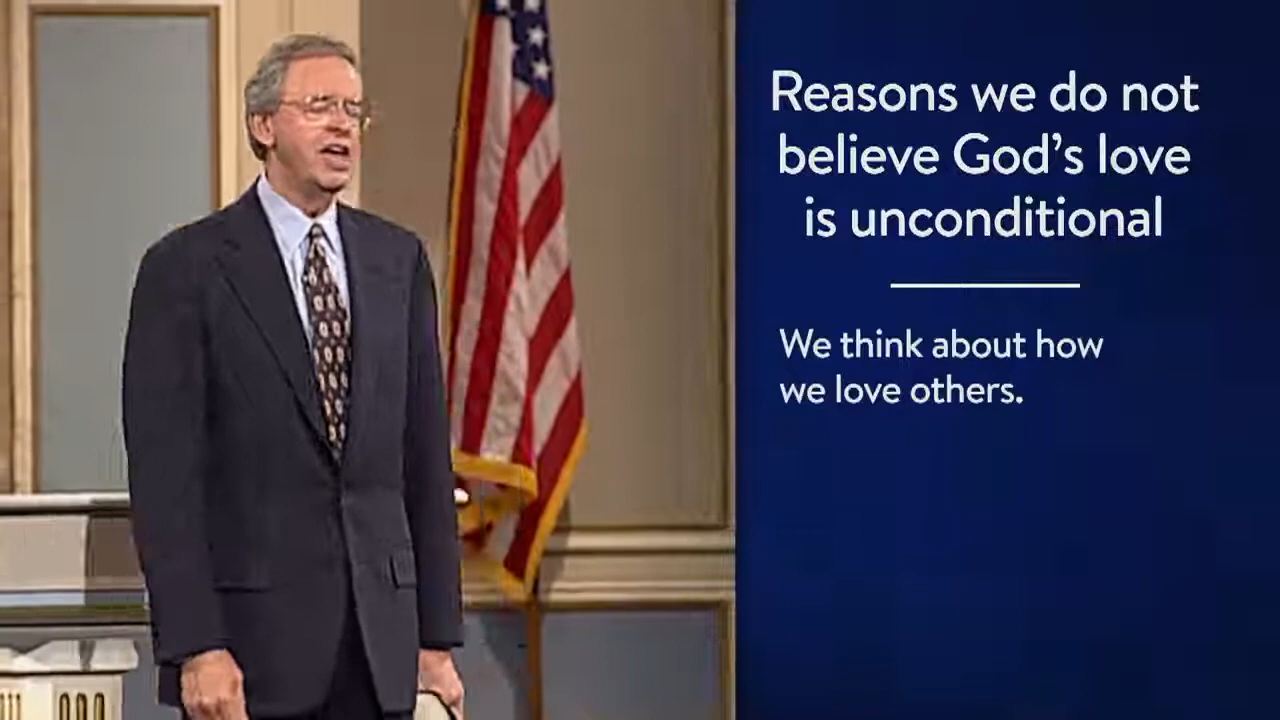 Reasons we do not
believe God's love
is unconditional
We think about how
we love others.